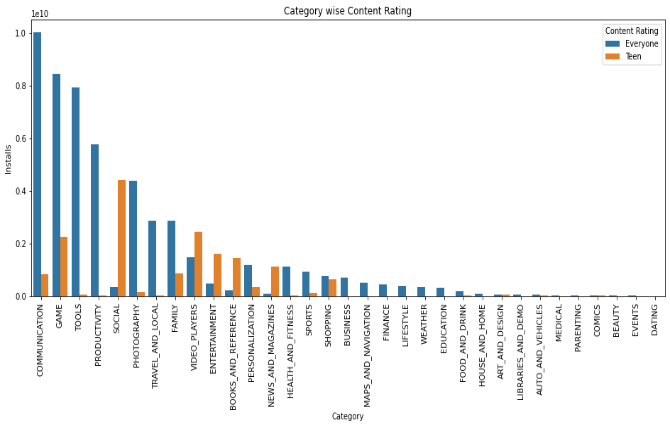 Category wise Content Rating
1e10
1.0
0.8
0.6
0.4
0.2
0.0
Installs
Content Rating
Everyone
Teen
COMMUNICATION
GAME
TOOLS
PRODUCTIVITY
SOCIAL
PHOTOGRAPHY
TRAVEL_AND_LOCAL
FAMILY
VIDEO_PLAYERS
ENTERTAINMENT
BOOKS_AND_REFERENCE
PERSONALIZATION
NEWS_AND_MAGAZINES
HEALTH_AND_FITNESS
SPORTS
SHOPPING
BUSINESS
MAPS_AND_NAVIGATION
FINANCE
LIFESTYLE
WEATHER
EDUCATION
FOOD_AND_DRINK
HOUSE_AND_HOME
ART_AND_DESIGN
LIBRARIES_AND_DEMO
AUTO_AND_VEHICLES
MEDICAL
PARENTING
COMICS
BEAUTY
EVENTS
DATING
Category